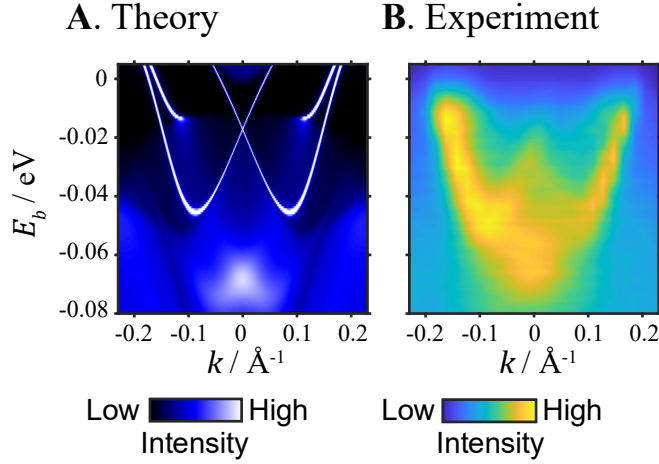 A. Theory
B. Experiment
0
-0.02
-0.04
-0.06
-0.08
E_b / eV
-0.2 -0.1 0 0.1 0.2
-0.2 -0.1 0 0.1 0.2
k / Å⁻¹
k / Å⁻¹
Low High
Intensity
Low High
Intensity